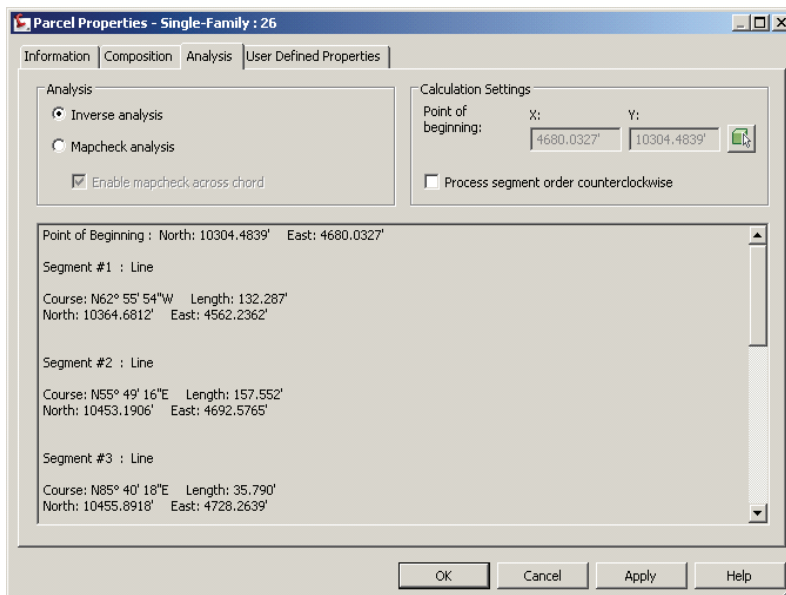 Parcel Properties - Single-Family : 26
Information Composition Analysis User Defined Properties
Analysis
Inverse analysis
Mapcheck analysis
Enable mapcheck across chord
Calculation Settings
Point of beginning:
X:
Y:
4680.0327'
10304.4839'
Process segment order counterclockwise
Point of Beginning : North: 10304.4839' East: 4680.0327'
Segment #1 : Line
Course: N62° 55' 54"W Length: 132.287'
North: 10364.6812' East: 4562.2362'
Segment #2 : Line
Course: N55° 49' 16"E Length: 157.552'
North: 10453.1906' East: 4692.5765'
Segment #3 : Line
Course: N85° 40' 18"E Length: 35.790'
North: 10455.8918' East: 4728.2639'
OK Cancel Apply Help